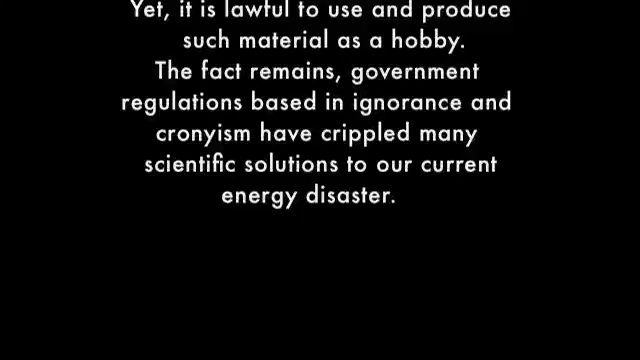 Yet, it is lawful to use and produce
such material as a hobby.
The fact remains, government
regulations based in ignorance and
cronyism have crippled many
scientific solutions to our current
energy disaster.